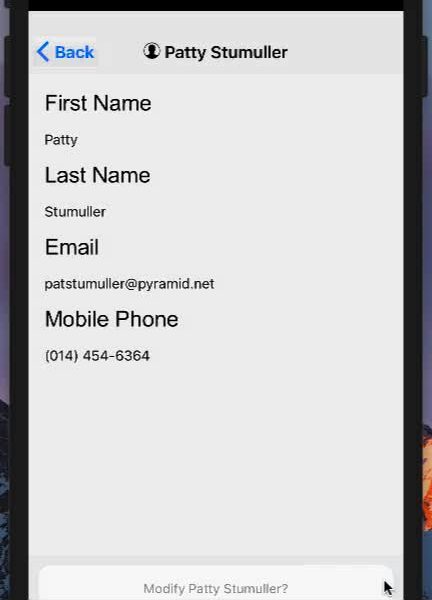 Back
Patty Stumuller
First Name
Patty
Last Name
Stumuller
Email
patstumuller@pyramid.net
Mobile Phone
(014) 454-6364
Modify Patty Stumuller?